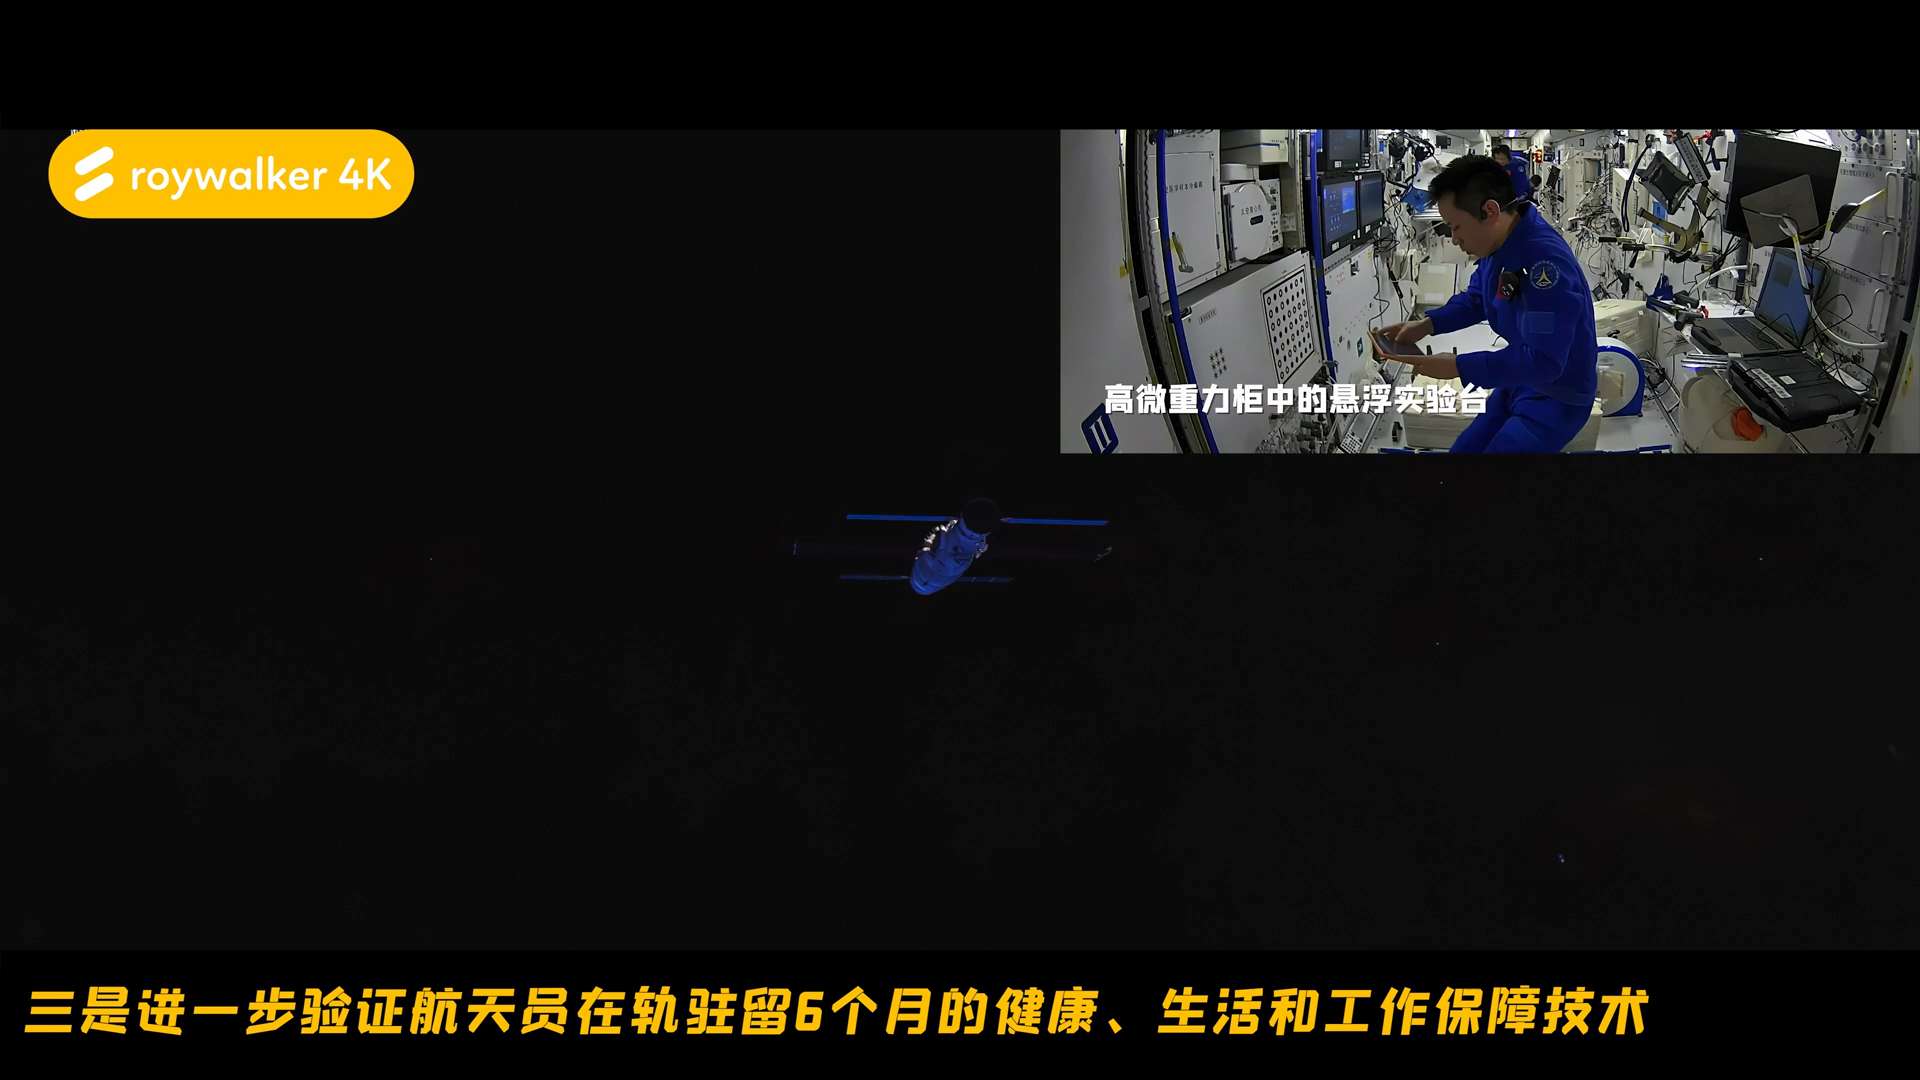 roywalker 4K
高微重力柜中的悬浮实验台
II
三是进一步验证航天员在轨驻留6个月的健康、生活和工作保障技术